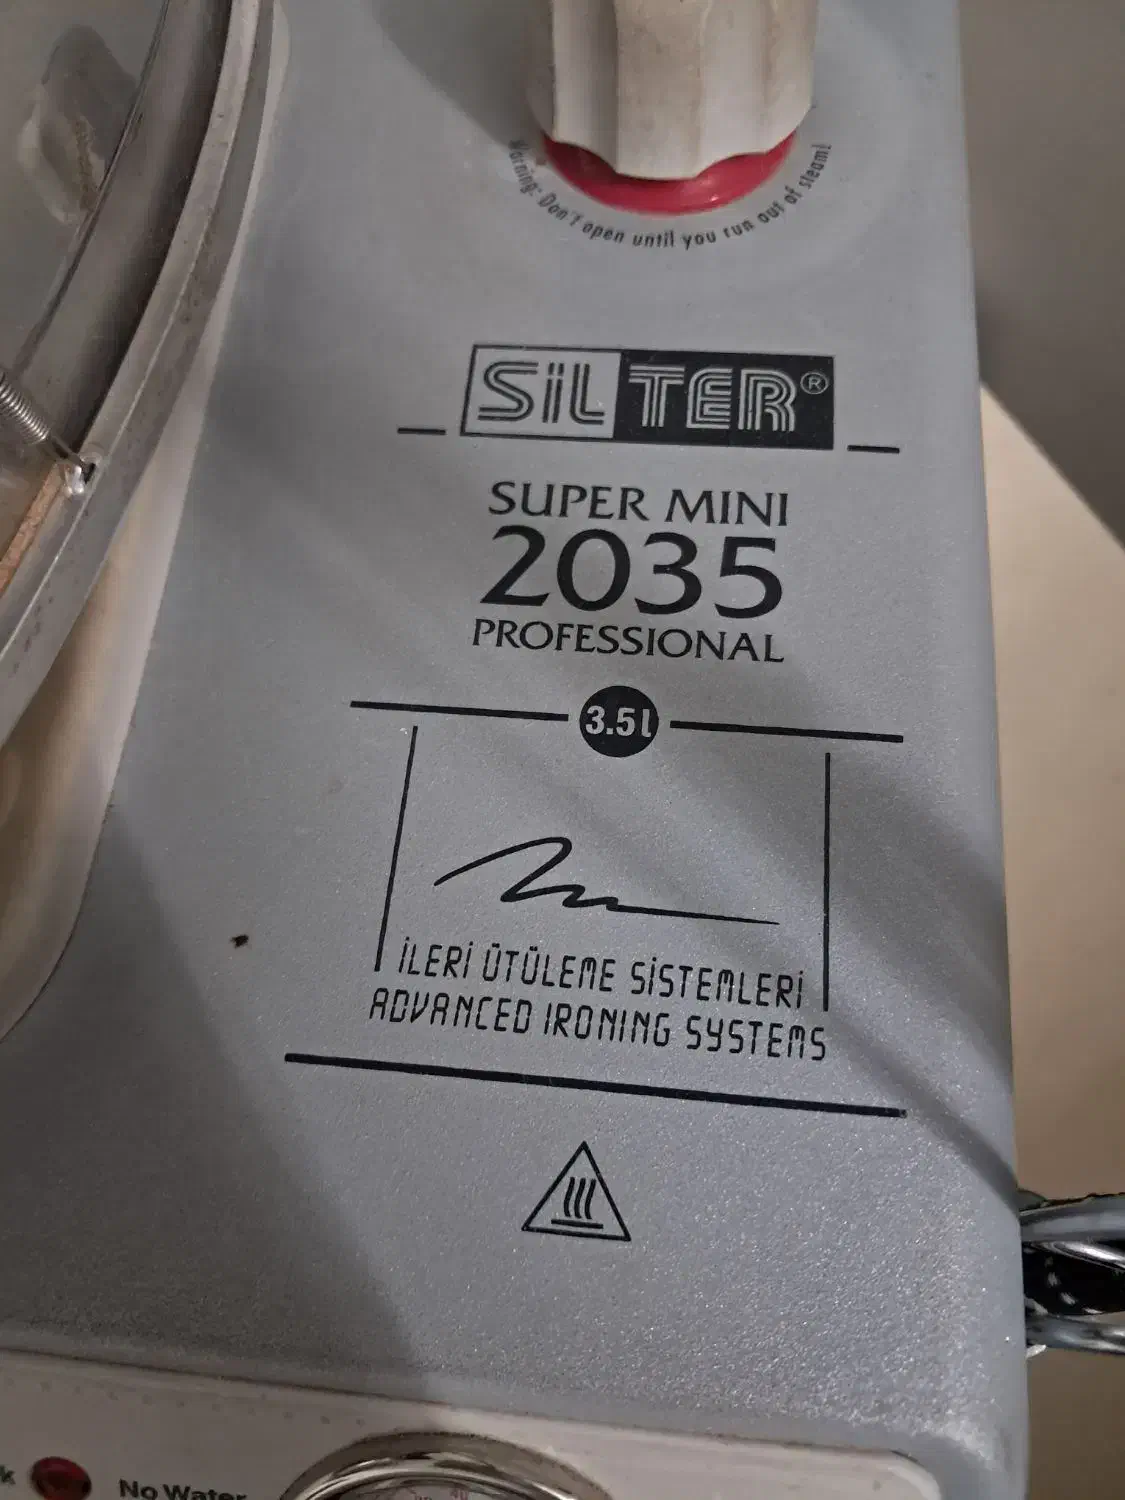 Warning: Don't open until you run out of steam!
SiLTER®
SUPER MINI
2035
PROFESSIONAL
3.5l
İLERİ ÜTÜLEME SİSTEMLERİ
ADVANCED IRONING SYSTEMS
No Water
40